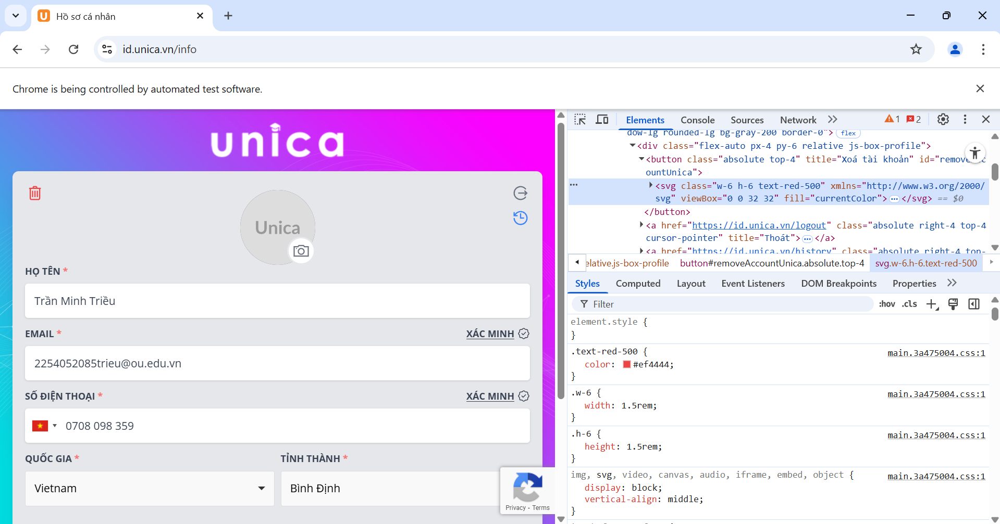 Hồ sơ cá nhân
id.unica.vn/info
Chrome is being controlled by automated test software.
unica
Unica
HỌ TÊN *
Trần Minh Triều
EMAIL *
XÁC MINH
2254052085trieu@ou.edu.vn
SỐ ĐIỆN THOẠI *
XÁC MINH
0708 098 359
QUỐC GIA *
TỈNH THÀNH *
Vietnam
Bình Định
Privacy - Terms
Elements
Console
Sources
Network
1
2
dow-lg rounded-lg bg-gray-200 border-0">
flex
<div class="flex-auto px-4 py-6 relative js-box-profile">
<button class="absolute top-4" title="Xoá tài khoản" id="remov c
ountUnica">
<svg class="w-6 h-6 text-red-500" xmlns="http://www.w3.org/2000/
svg" viewBox="0 0 32 32" fill="currentColor"> … </svg> == $0
</button>
<a href="https://id.unica.vn/logout" class="absolute right-4 top-4
cursor-pointer" title="Thoát"> … </a>
<a href="https://id.unica.vn/history" class="absolute right-4 top-
elative.js-box-profile
button#removeAccountUnica.absolute.top-4
svg.w-6.h-6.text-red-500
Styles
Computed
Layout
Event Listeners
DOM Breakpoints
Properties
Filter
:hov
.cls
element.style {
}
.text-red-500 {
main.3a475004.css:1
color: #ef4444;
}
.w-6 {
main.3a475004.css:1
width: 1.5rem;
}
.h-6 {
main.3a475004.css:1
height: 1.5rem;
}
img, svg, video, canvas, audio, iframe, embed, object {
main.3a475004.css:1
display: block;
vertical-align: middle;
}